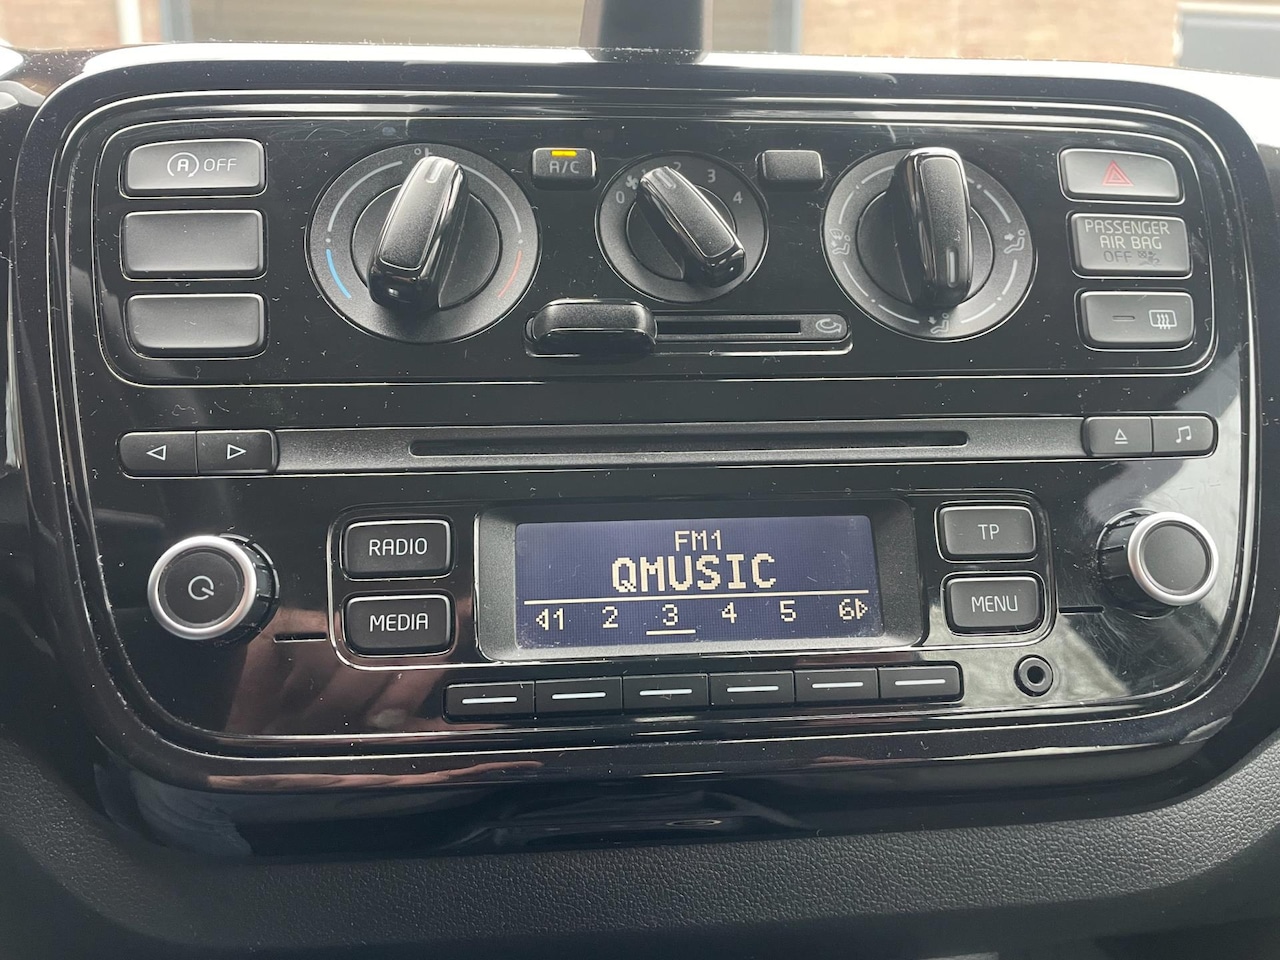 A OFF
A/C
0
2
3
4
PASSENGER
AIR BAG
OFF
RADIO
MEDIA
FM1
QMUSIC
1 2 3 4 5 6
TP
MENU